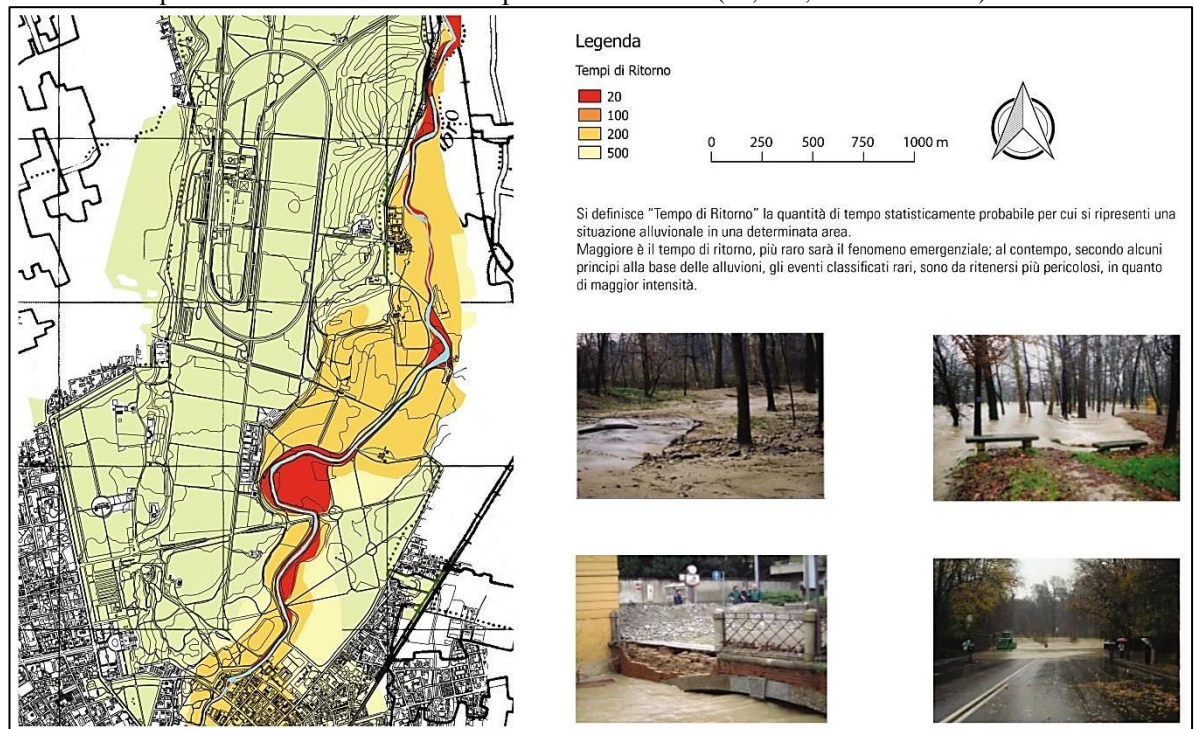 Legenda
Tempi di Ritorno
20
100
200
500
0 250 500 750 1000 m
Si definisce "Tempo di Ritorno" la quantità di tempo statisticamente probabile per cui si ripresenti una
situazione alluvionale in una determinata area.
Maggiore è il tempo di ritorno, più raro sarà il fenomeno emergenziale; al contempo, secondo alcuni
principi alla base delle alluvioni, gli eventi classificati rari, sono da ritenersi più pericolosi, in quanto
di maggior intensità.